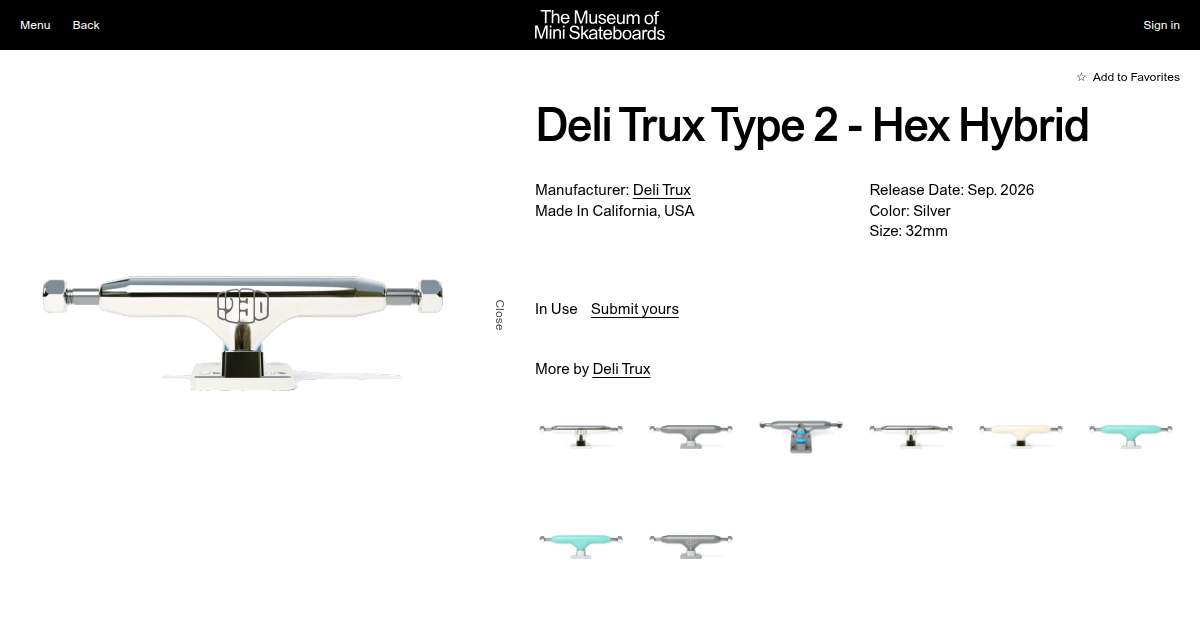 Menu
Back
The Museum of
Mini Skateboards
Sign in
☆ Add to Favorites
Deli Trux Type 2 - Hex Hybrid
Manufacturer: Deli Trux
Made In California, USA
Release Date: Sep. 2026
Color: Silver
Size: 32mm
Close
In Use
Submit yours
More by Deli Trux